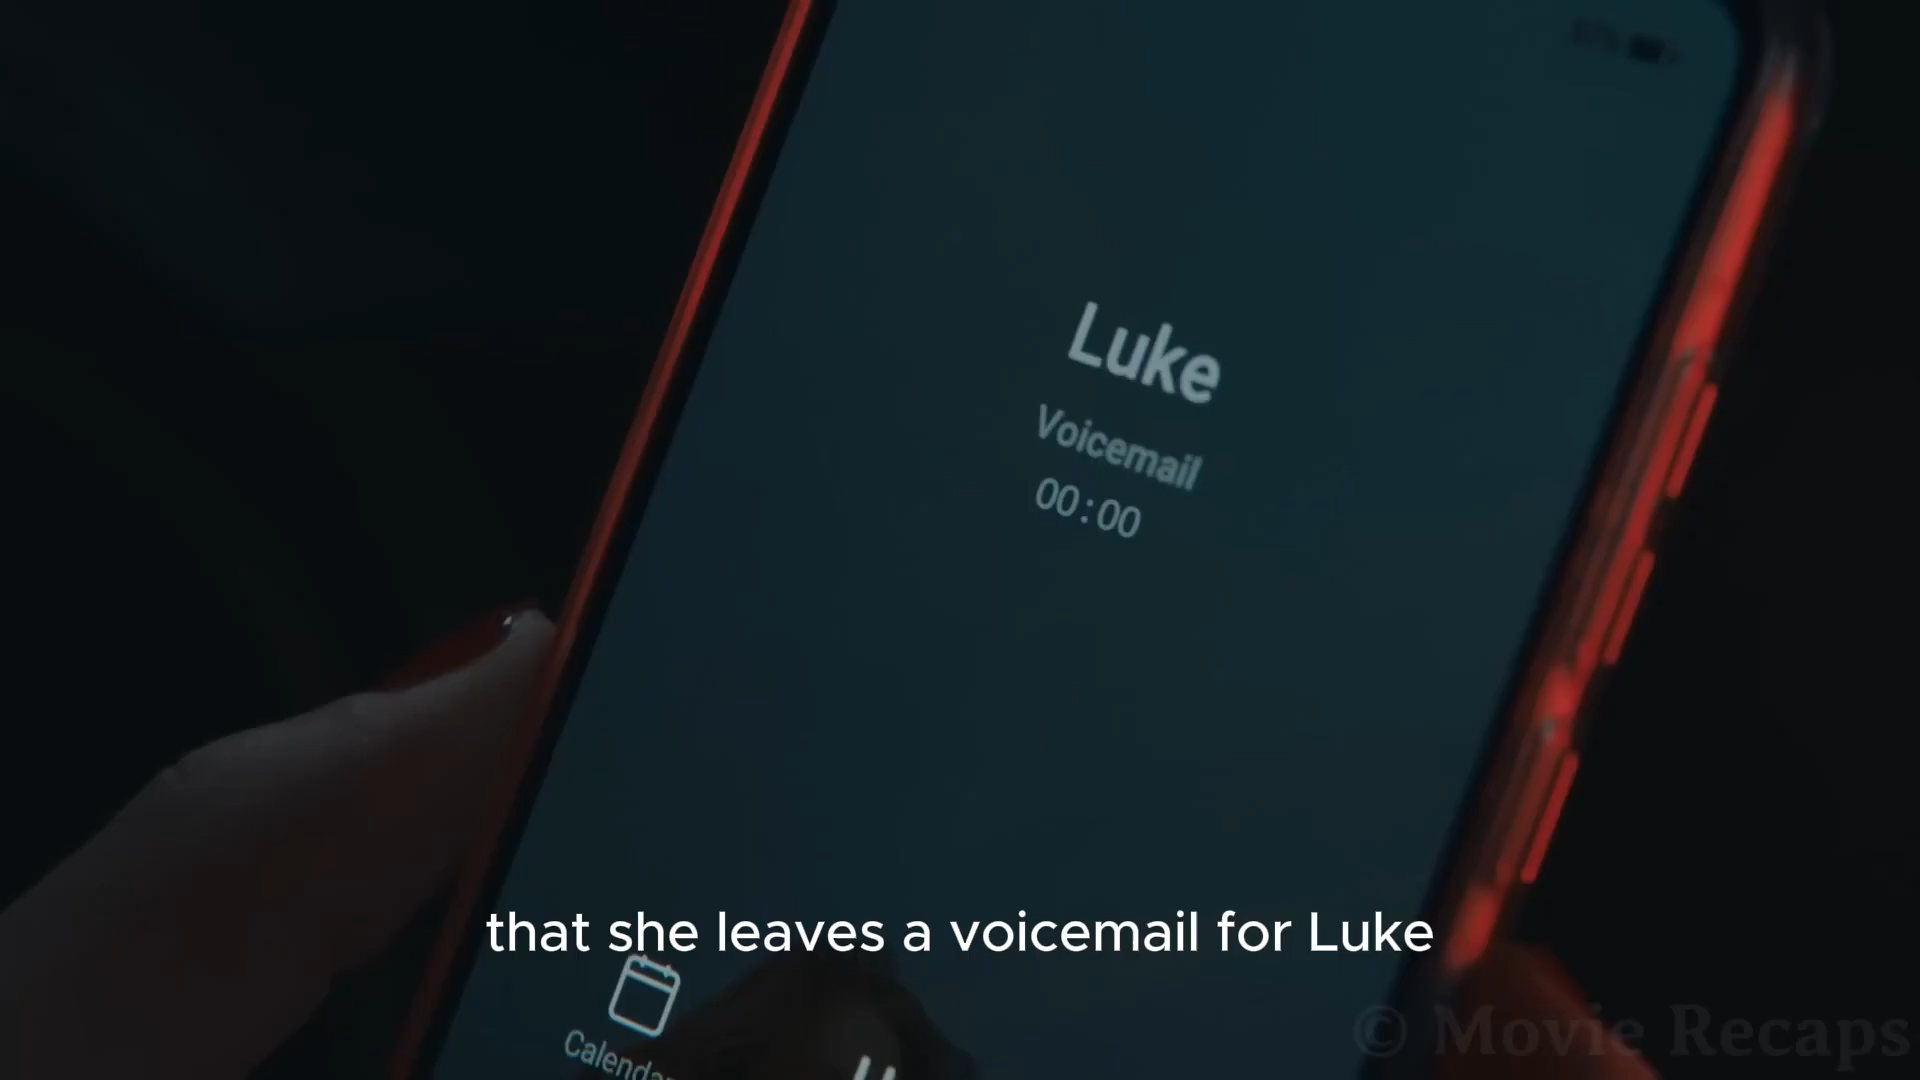 Luke
Voicemail
00:00
that she leaves a voicemail for Luke
Calendar
© Movie Recaps